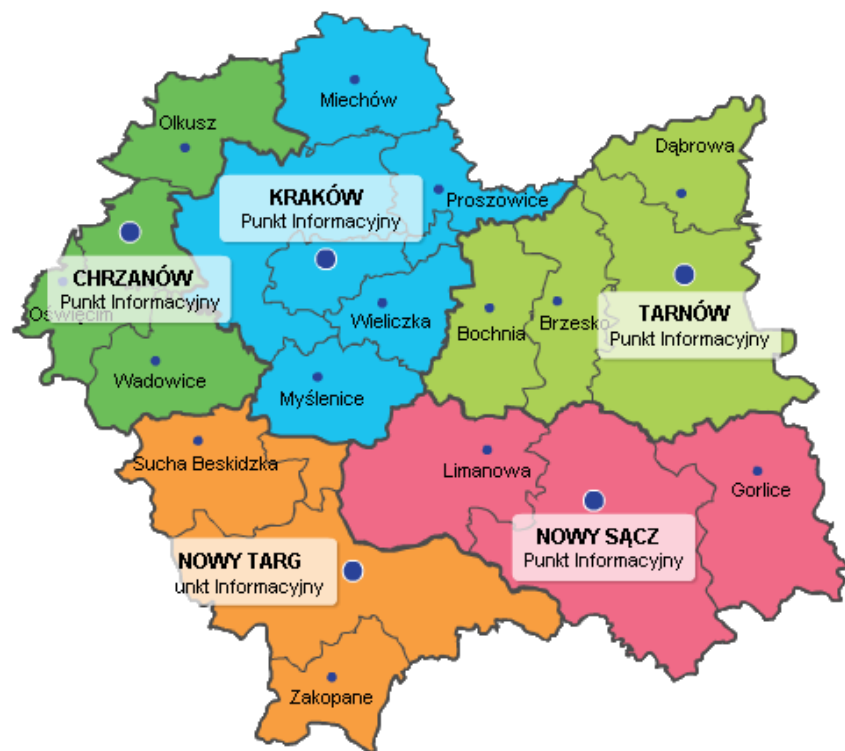 Miechów
Olkusz
Dąbrowa
KRAKÓW
Punkt Informacyjny
Proszowice
CHRZANÓW
Punkt Informacyjny
Oświęcim
TARNÓW
Punkt Informacyjny
Wieliczka
Bochnia
Brzesko
Wadowice
Myślenice
Sucha Beskidzka
Limanowa
Gorlice
NOWY SĄCZ
Punkt Informacyjny
NOWY TARG
unkt Informacyjny
Zakopane